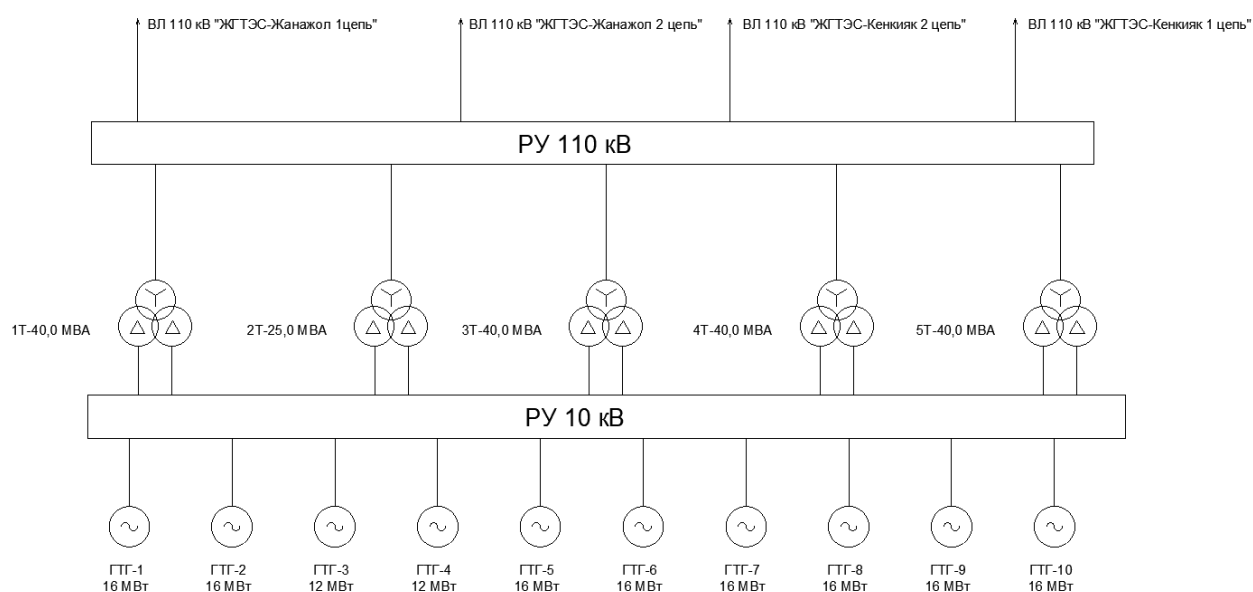 ВЛ 110 кВ "ЖГТЭС-Жанажол 1цепь"
ВЛ 110 кВ "ЖГТЭС-Жанажол 2 цепь"
ВЛ 110 кВ "ЖГТЭС-Кенкияк 2 цепь"
ВЛ 110 кВ "ЖГТЭС-Кенкияк 1 цепь"
РУ 110 кВ
1Т-40,0 МВА
2Т-25,0 МВА
3Т-40,0 МВА
4Т-40,0 МВА
5Т-40,0 МВА
РУ 10 кВ
ГТГ-1
16 МВт
ГТГ-2
16 МВт
ГТГ-3
12 МВт
ГТГ-4
12 МВт
ГТГ-5
16 МВт
ГТГ-6
16 МВт
ГТГ-7
16 МВт
ГТГ-8
16 МВт
ГТГ-9
16 МВт
ГТГ-10
16 МВт